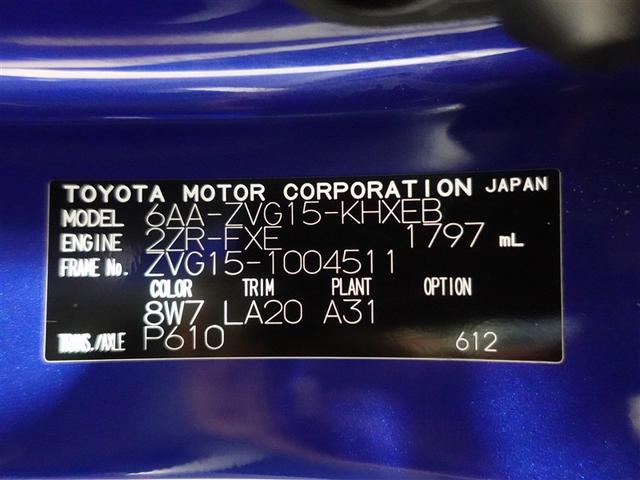 TOYOTA MOTOR CORPORATION JAPAN
MODEL 6AA-ZVG15-KHXEB
ENGINE 2ZR-FXE 1797 mL
FRAME No. ZVG15-1004511
COLOR TRIM PLANT OPTION
8W7 LA20 A31
TRANS./AXLE P610 612